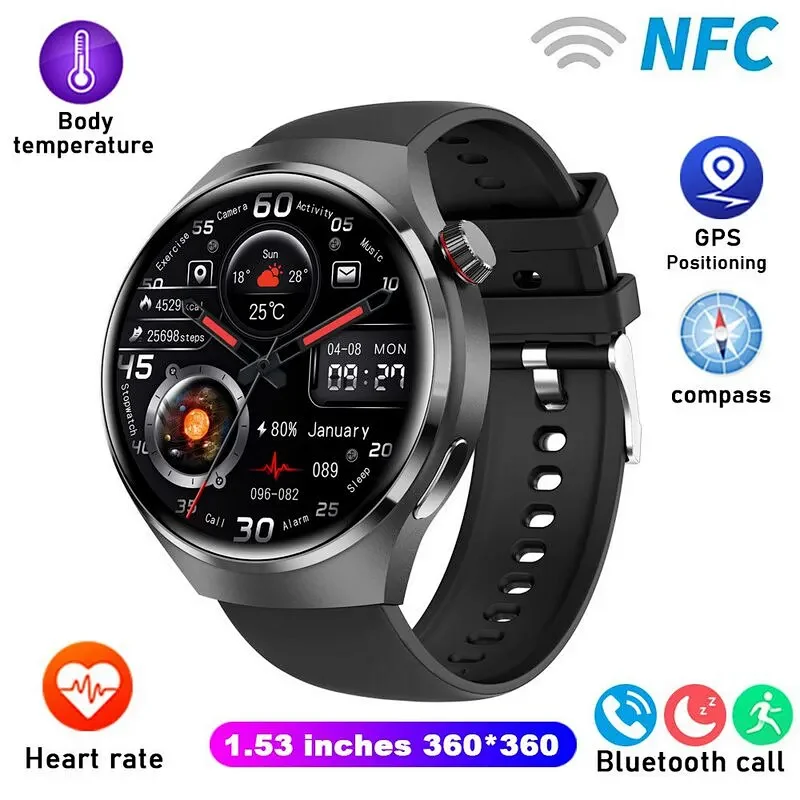 NFC
Body
temperature
GPS
Positioning
compass
60
Camera
Activity
55
05
Exercise
Music
Sun
18° 28°
25℃
50
10
4529kcal
25698steps
04-08 MON
08:27
45
Stopwatch
80% January
40
20
089
096-082
Sleep
35
25
Call
Alarm
30
Heart rate
1.53 inches 360*360
z z
Bluetooth call